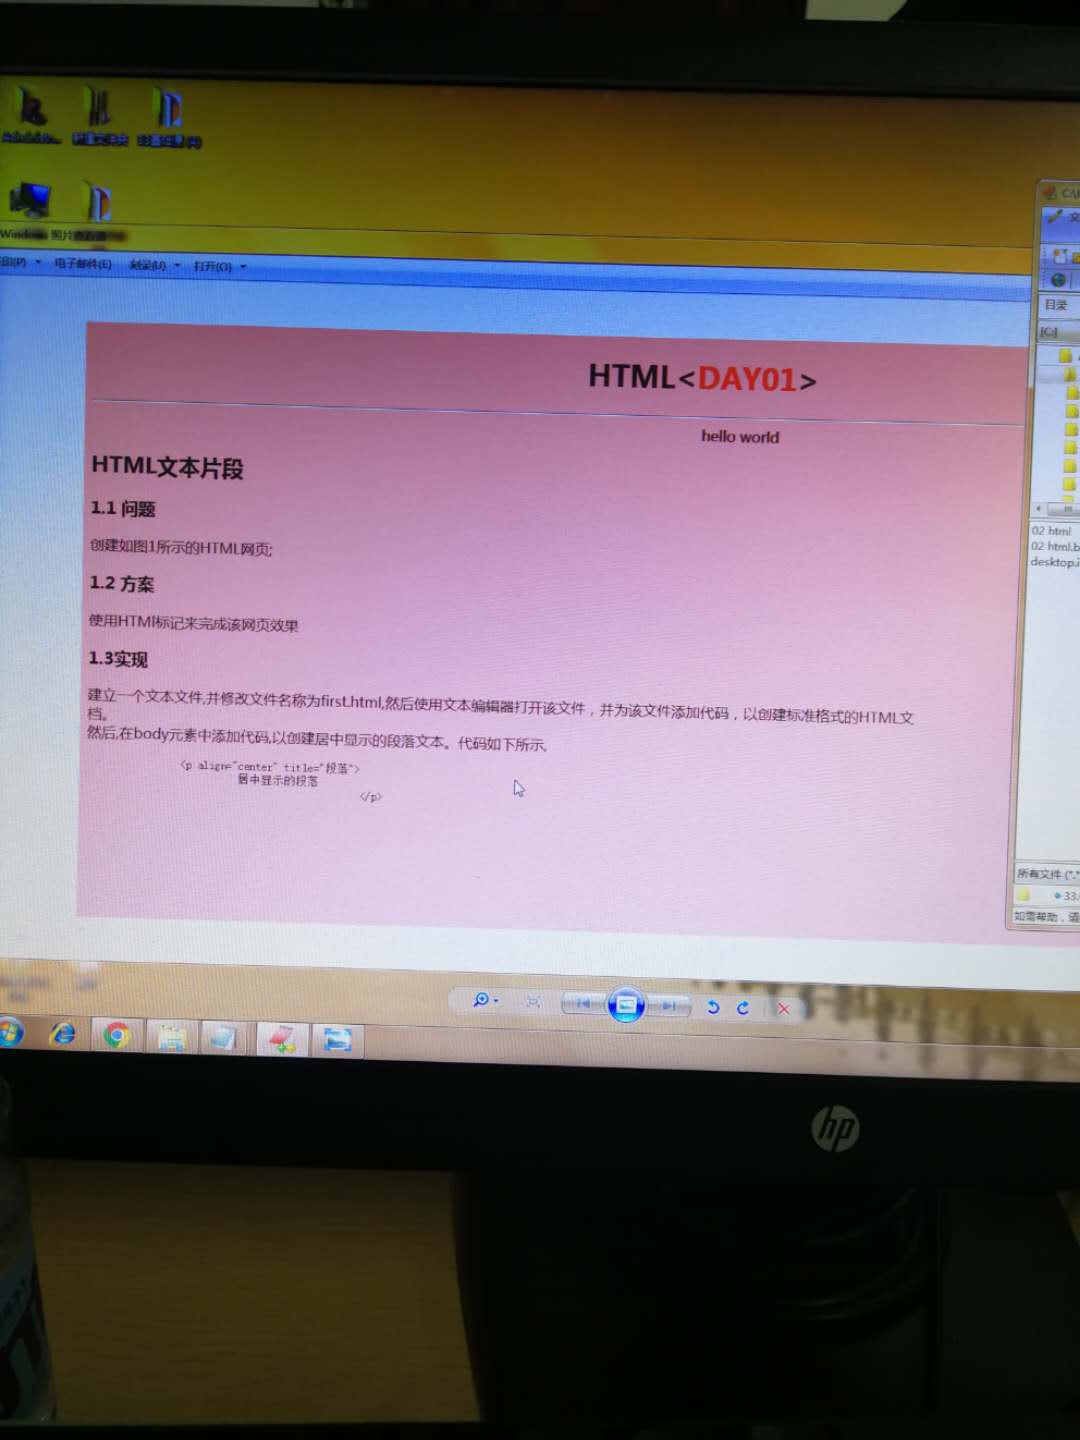 Windows 照片查看器
印(P) 电子邮件(E) 刻录(U) 打开(O)
HTML<DAY01>
hello world
HTML文本片段
1.1 问题
创建如图1所示的HTML网页;
1.2 方案
使用HTMl标记来完成该网页效果
1.3实现
建立一个文本文件,并修改文件名称为first.html,然后使用文本编辑器打开该文件，并为该文件添加代码，以创建标准格式的HTML文
档。
然后,在body元素中添加代码,以创建居中显示的段落文本。代码如下所示,
<p align="center" title="段落">
居中显示的段落
</p>
C:\
文
目录
[C:]
02 html
02 html.b
desktop.i
所有文件 (*.*
33.
如需帮助，请
hp